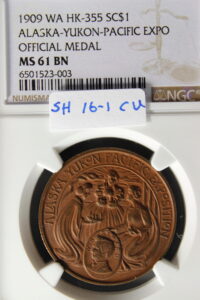 1909 WA HK-355 SC$1
ALASKA-YUKON-PACIFIC EXPO
OFFICIAL MEDAL
MS 61 BN
6501523-003
NGC
SH 16-1 CU
ALASKA·YUKON·PACIFIC·EXPOSITION